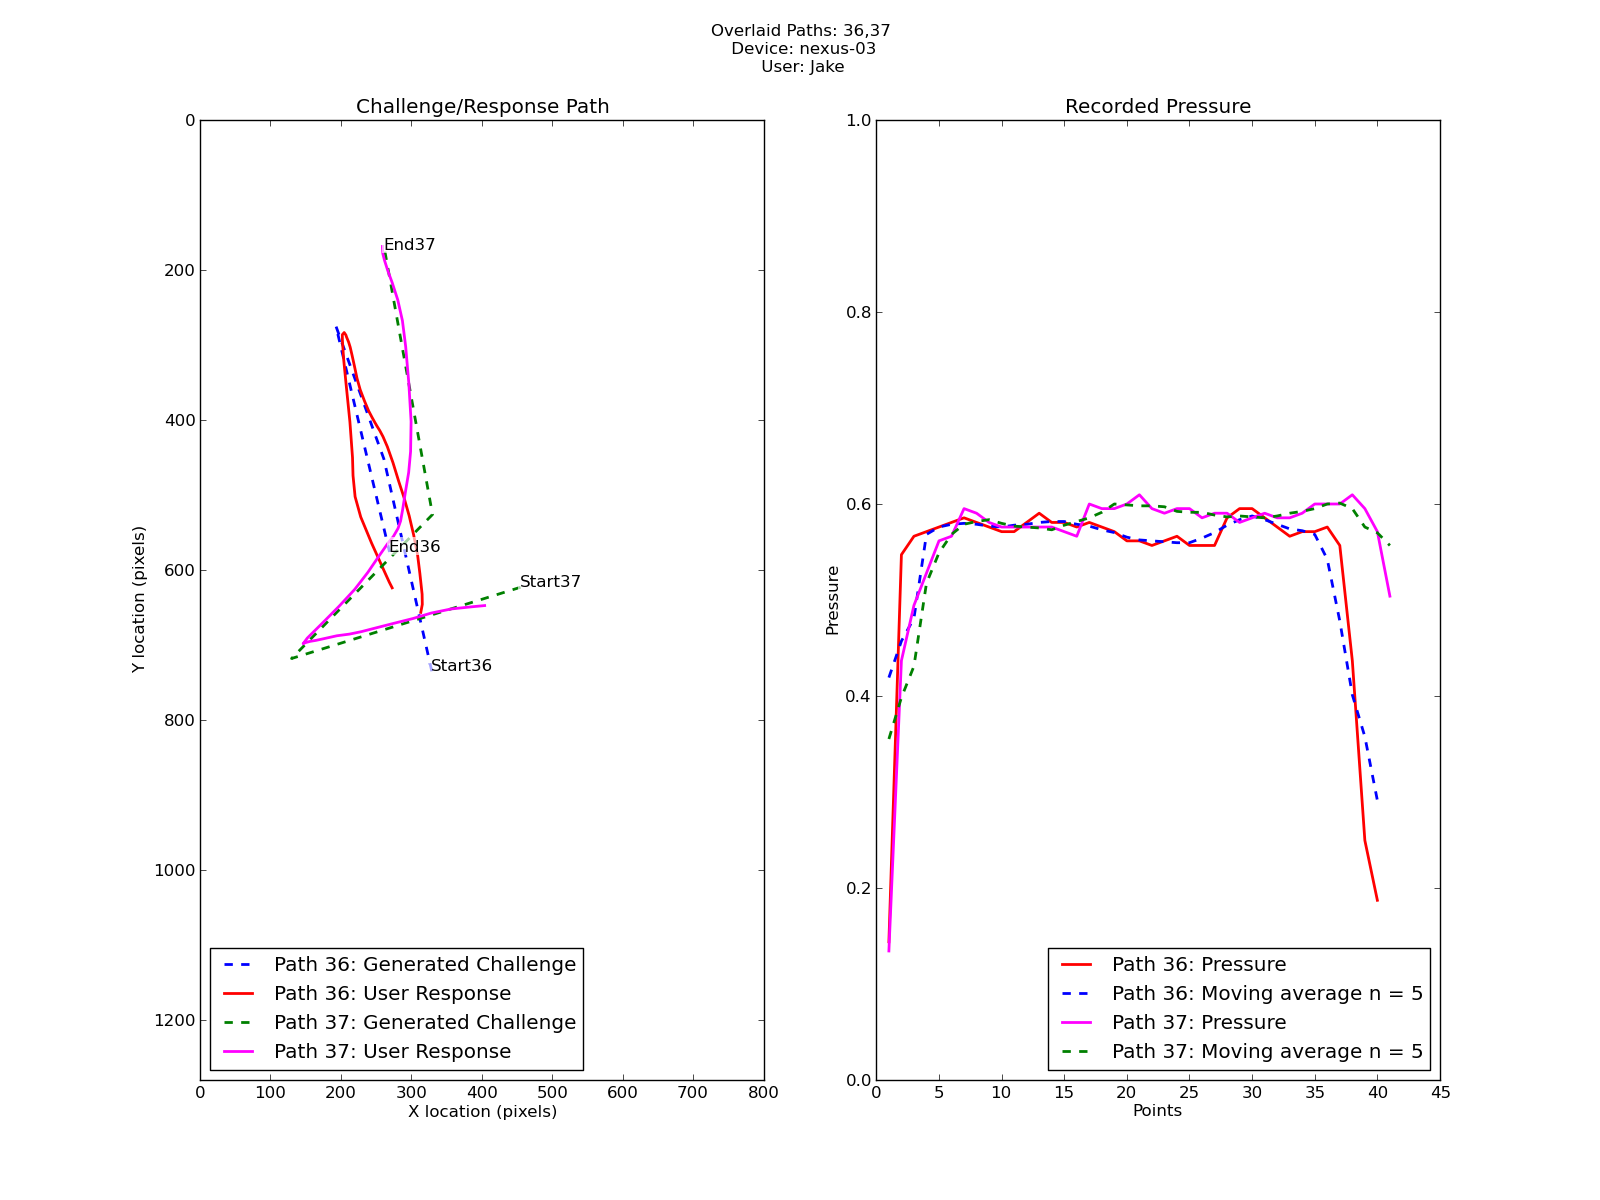 Overlaid Paths: 36,37
Device: nexus-03
User: Jake
Challenge/Response Path
0
200
400
600
800
1000
1200
Y location (pixels)
End37
End36
Start37
Start36
Path 36: Generated Challenge
Path 36: User Response
Path 37: Generated Challenge
Path 37: User Response
0 100 200 300 400 500 600 700 800
X location (pixels)
Recorded Pressure
1.0
0.8
0.6
0.4
0.2
0.0
Pressure
Path 36: Pressure
Path 36: Moving average n = 5
Path 37: Pressure
Path 37: Moving average n = 5
0 5 10 15 20 25 30 35 40 45
Points